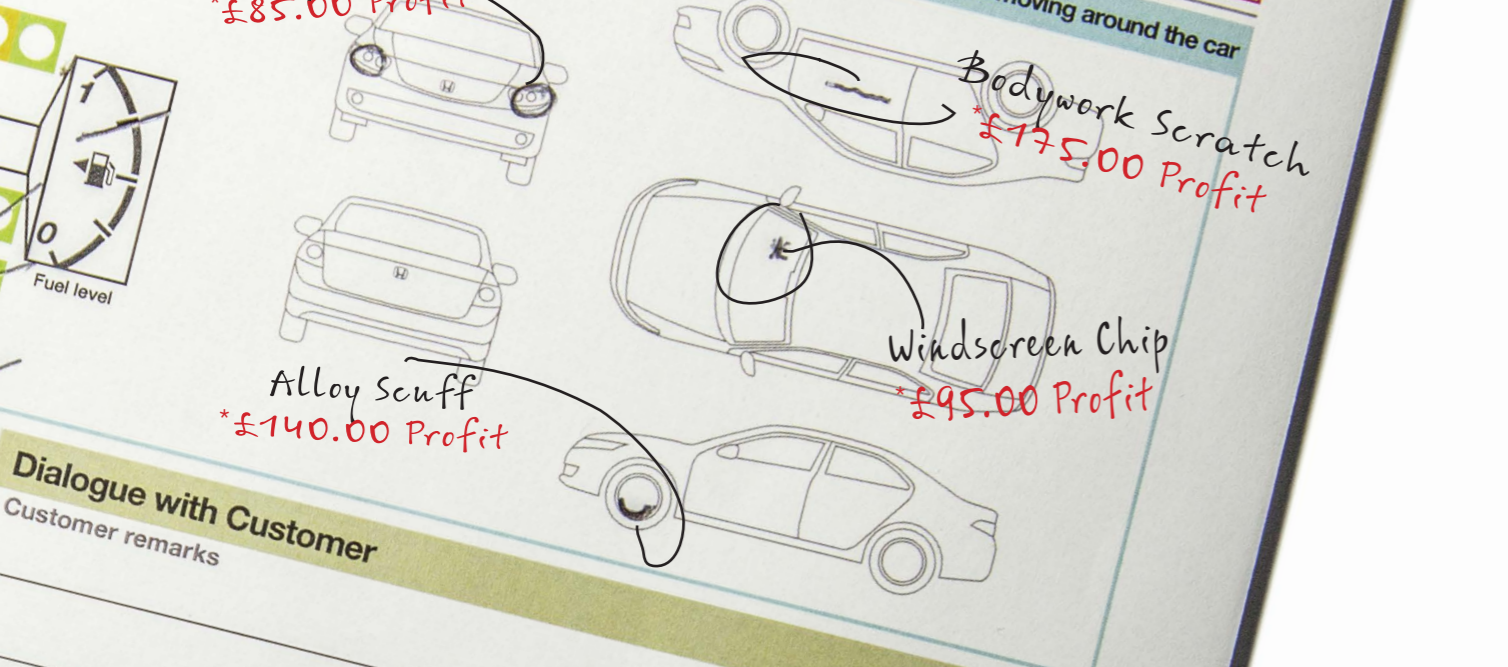 *£85.00 Profit
moving around the car
Bodywork Scratch
*£175.00 Profit
1
0
Fuel level
Windscreen Chip
*£95.00 Profit
Alloy Scuff
*£140.00 Profit
Dialogue with Customer
Customer remarks